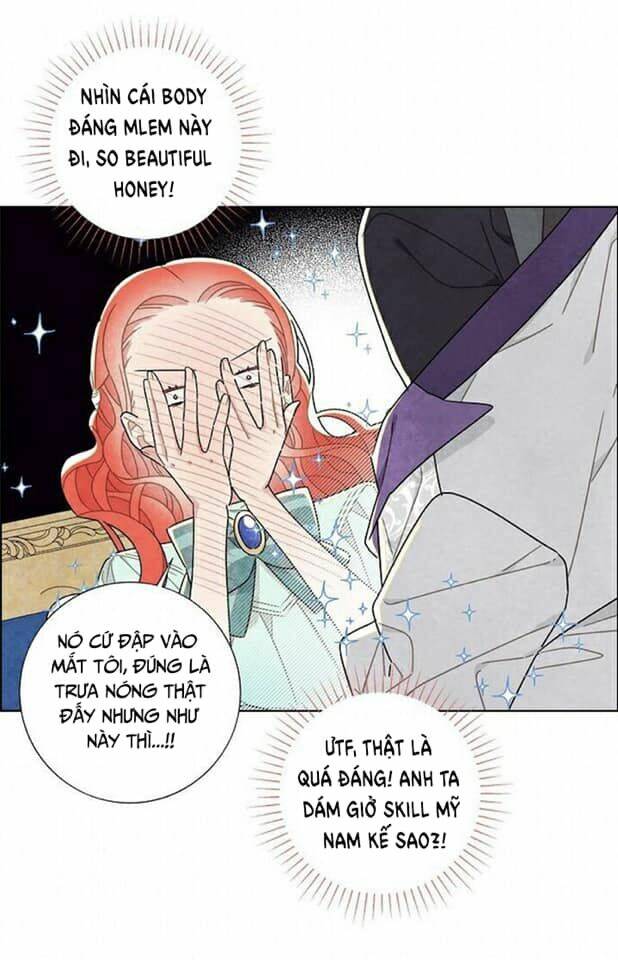 NHÌN CÁI BODY
ĐÁNG MLEM NÀY
ĐI, SO BEAUTIFUL
HONEY!
NÓ CỨ ĐẬP VÀO
MẮT TÔI, ĐÚNG LÀ
TRƯA NÓNG THẬT
ĐẤY NHƯNG NHƯ
NÀY THÌ...!!
ỬTF, THẬT LÀ
QUÁ ĐÁNG! ANH TA
DÁM GIỞ SKILL MỸ
NAM KẾ SAO?!